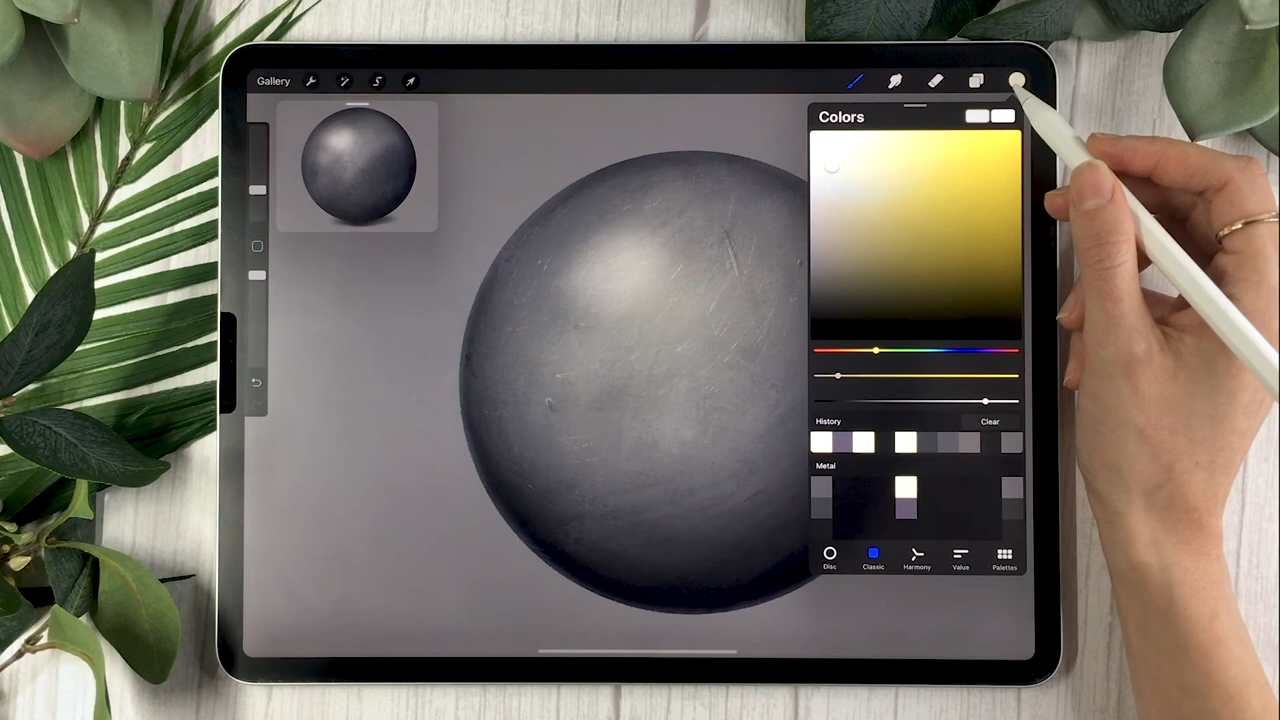 Gallery
Colors
History
Clear
Metal
Disc
Classic
Harmony
Value
Palettes